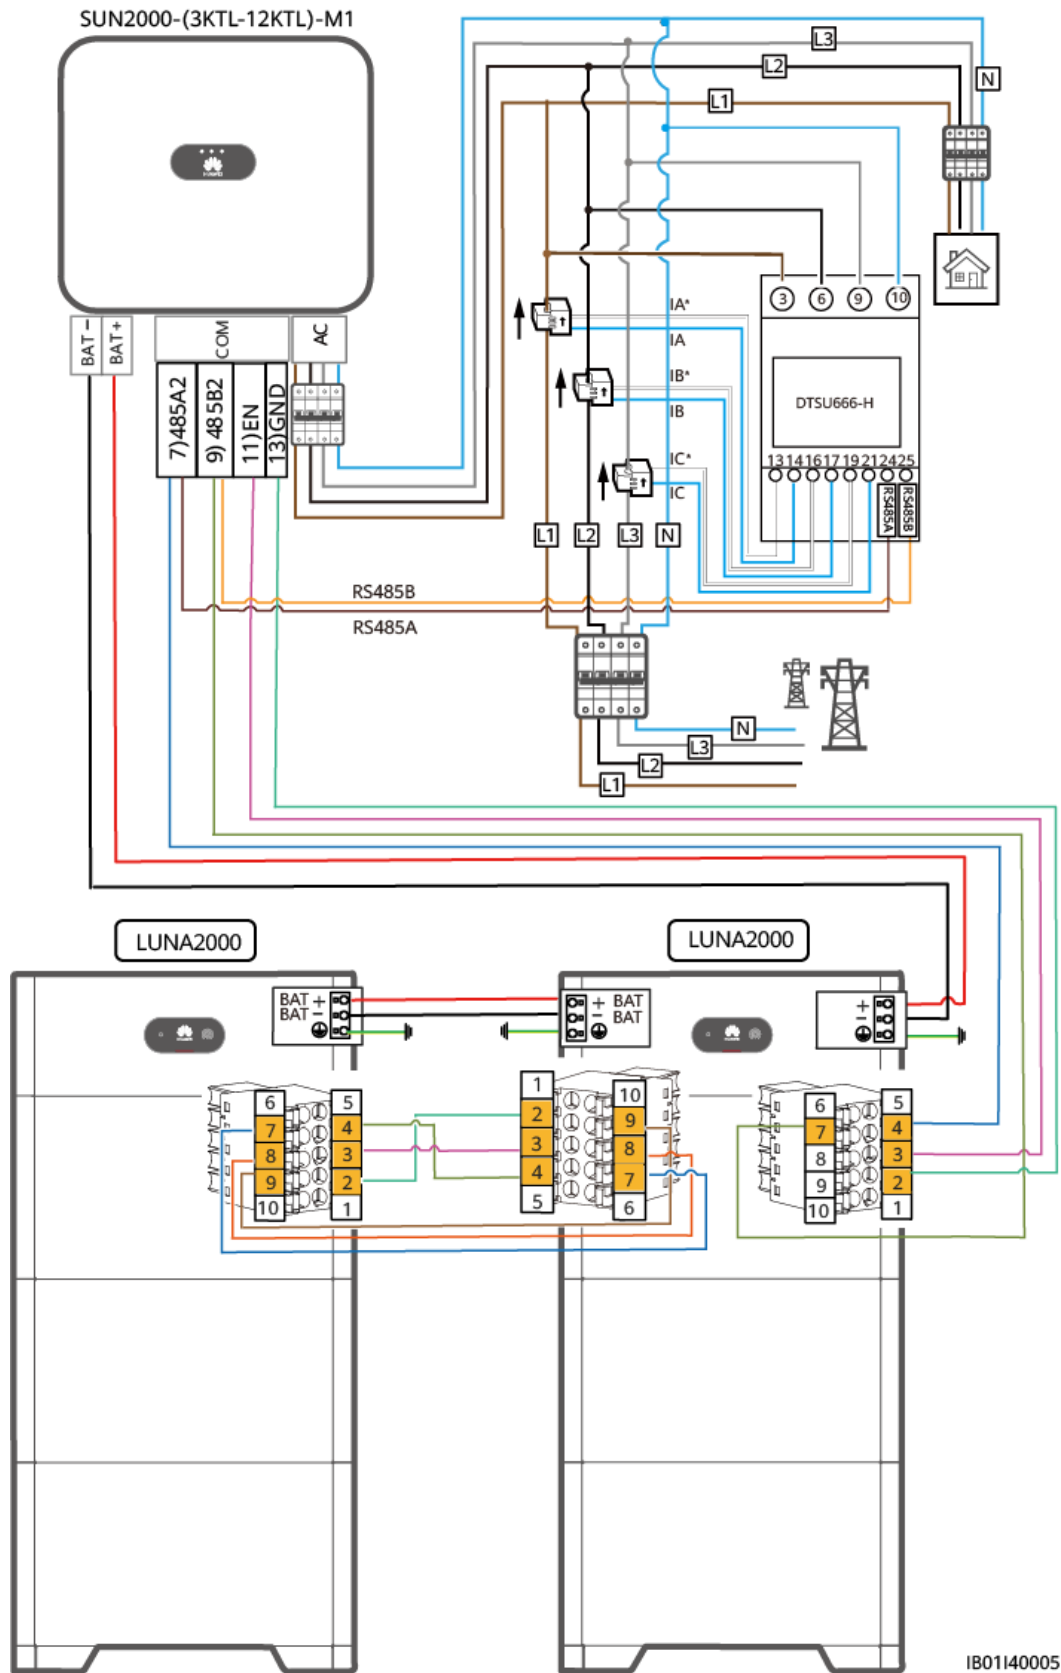 SUN2000-(3KTL-12KTL)-M1
L3
L2
N
L1
HUAWEI
BAT −
BAT+
COM
AC
7)485A2
9) 485B2
11)EN
13)GND
3 6 9 10
IA*
IA
IB*
IB
IC*
IC
DTSU666-H
13 14 16 17 19 21 24 25
RS485A
RS485B
L1 L2 L3 N
RS485B
RS485A
N
L3
L2
L1
LUNA2000
LUNA2000
BAT +
BAT −
+ BAT
− BAT
+
−
6 5
7 4
8 3
9 2
10 1
1 10
2 9
3 8
4 7
5 6
6 5
7 4
8 3
9 2
10 1
IB01I40005